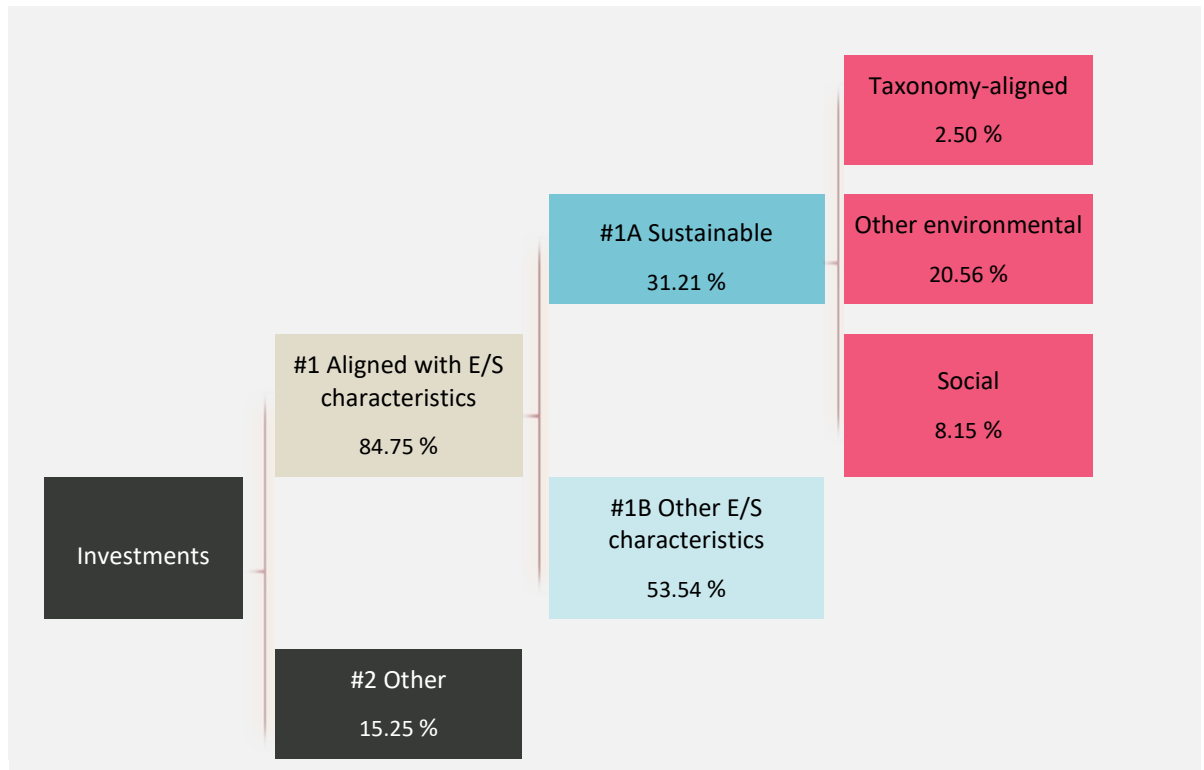 Taxonomy-aligned
2.50 %
#1A Sustainable
31.21 %
Other environmental
20.56 %
#1 Aligned with E/S
characteristics
84.75 %
Social
8.15 %
Investments
#1B Other E/S
characteristics
53.54 %
#2 Other
15.25 %